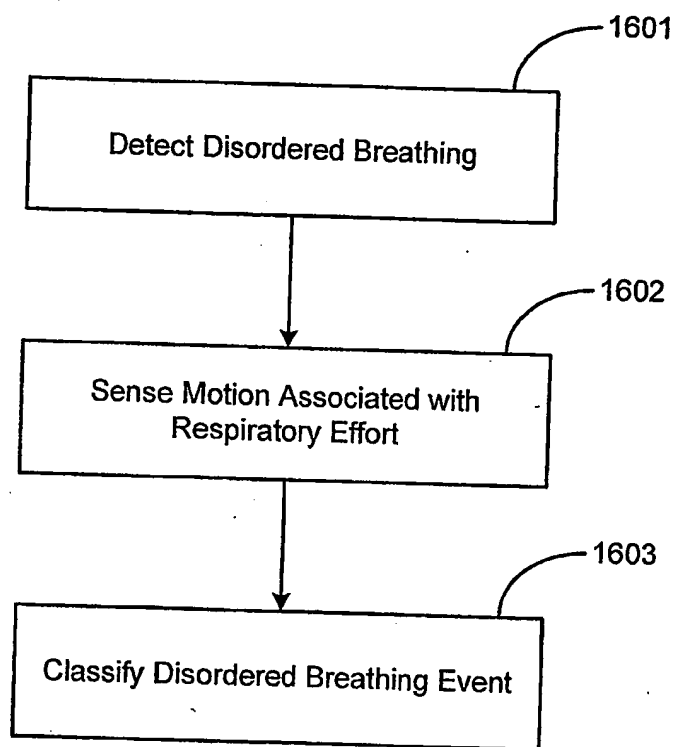 1601
Detect Disordered Breathing
1602
Sense Motion Associated with
Respiratory Effort
1603
Classify Disordered Breathing Event